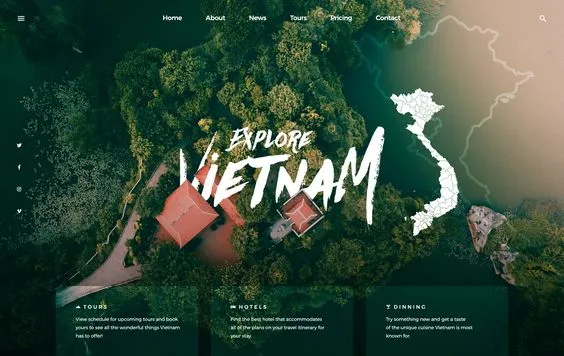 Home About News Tours Pricing Contact
EXPLORE
ViETNAM
TOURS
View schedule for upcoming tours and book
yours to see all the wonderful things Vietnam
has to offer!
HOTELS
Find the best hotel that accommodates
all of the plans on your travel itinerary for
your stay.
DINNING
Try something new and get a taste
of the unique cuisine Vietnam is most
known for.